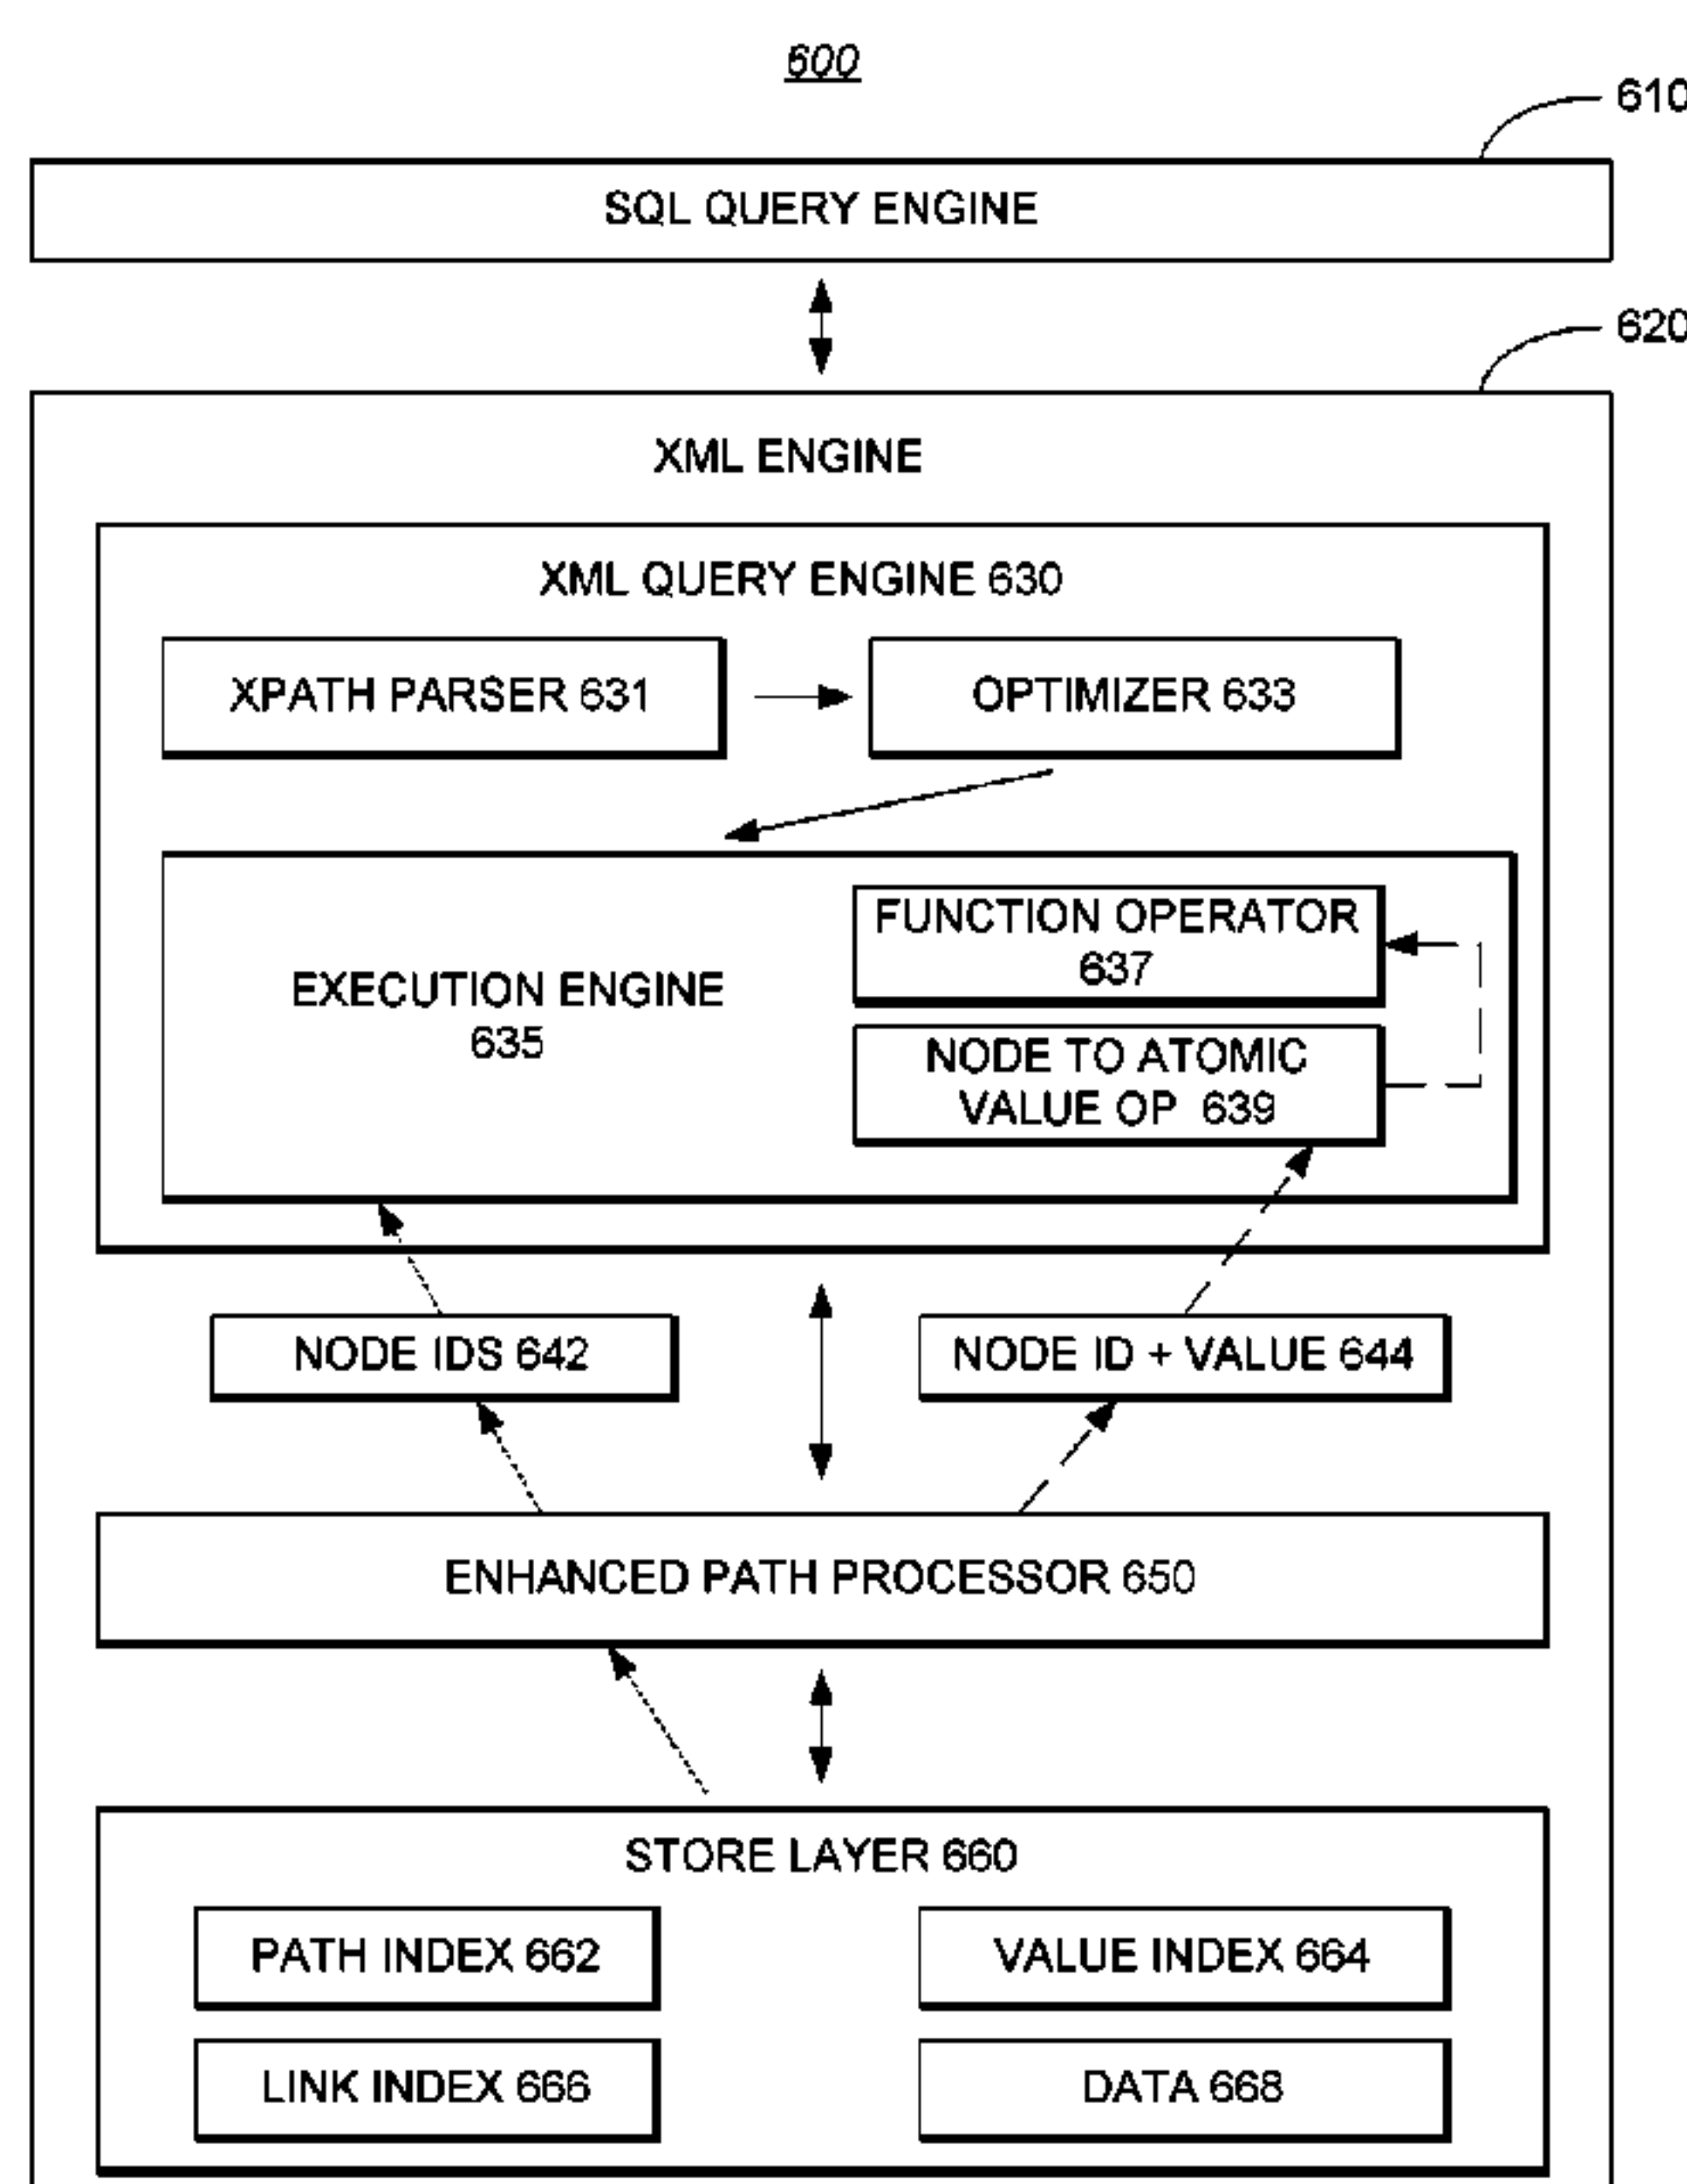 600
610
SQL QUERY ENGINE
620
XML ENGINE
XML QUERY ENGINE 630
XPATH PARSER 631
OPTIMIZER 633
FUNCTION OPERATOR
637
EXECUTION ENGINE
635
NODE TO ATOMIC
VALUE OP 639
NODE IDS 642
NODE ID + VALUE 644
ENHANCED PATH PROCESSOR 650
STORE LAYER 660
PATH INDEX 662
VALUE INDEX 664
LINK INDEX 666
DATA 668